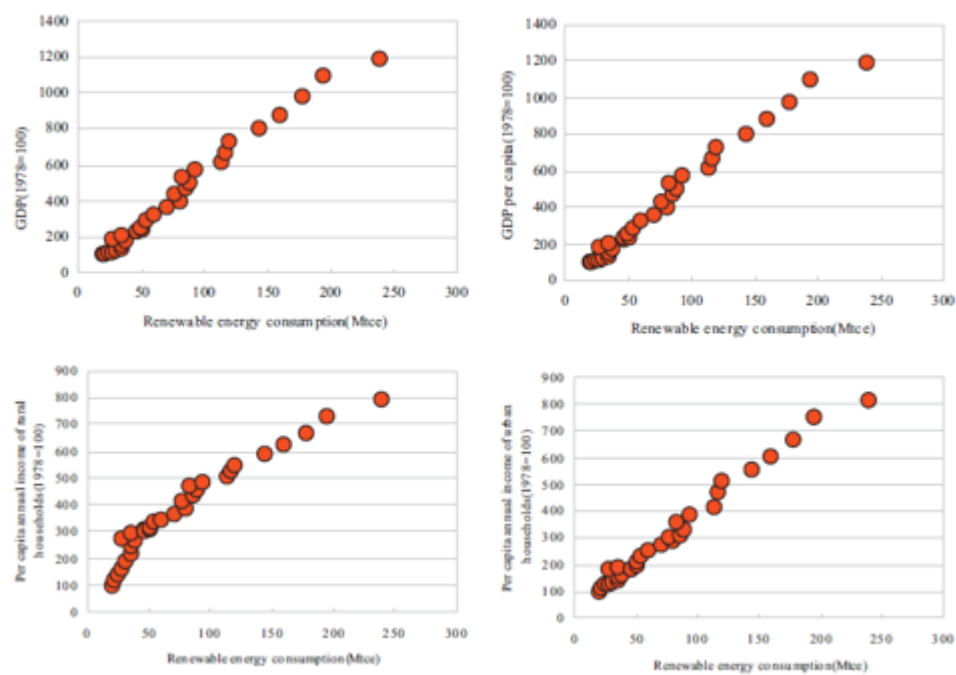 1400
1200
1000
800
600
400
200
0
0 50 100 150 200 250 300
GDP(1978=100)
Renewable energy consumption(Mtce)
1400
1200
1000
800
600
400
200
0
0 50 100 150 200 250 300
GDP per capita(1978=100)
Renewable energy consumption(Mtce)
900
800
700
600
500
400
300
200
100
0
0 50 100 150 200 250 300
Per capita annual income of rural
households(1978=100)
Renewable energy consumption(Mtce)
900
800
700
600
500
400
300
200
100
0
0 50 100 150 200 250 300
Per capita annual income of urban
households(1978=100)
Renewable energy consumption(Mtce)